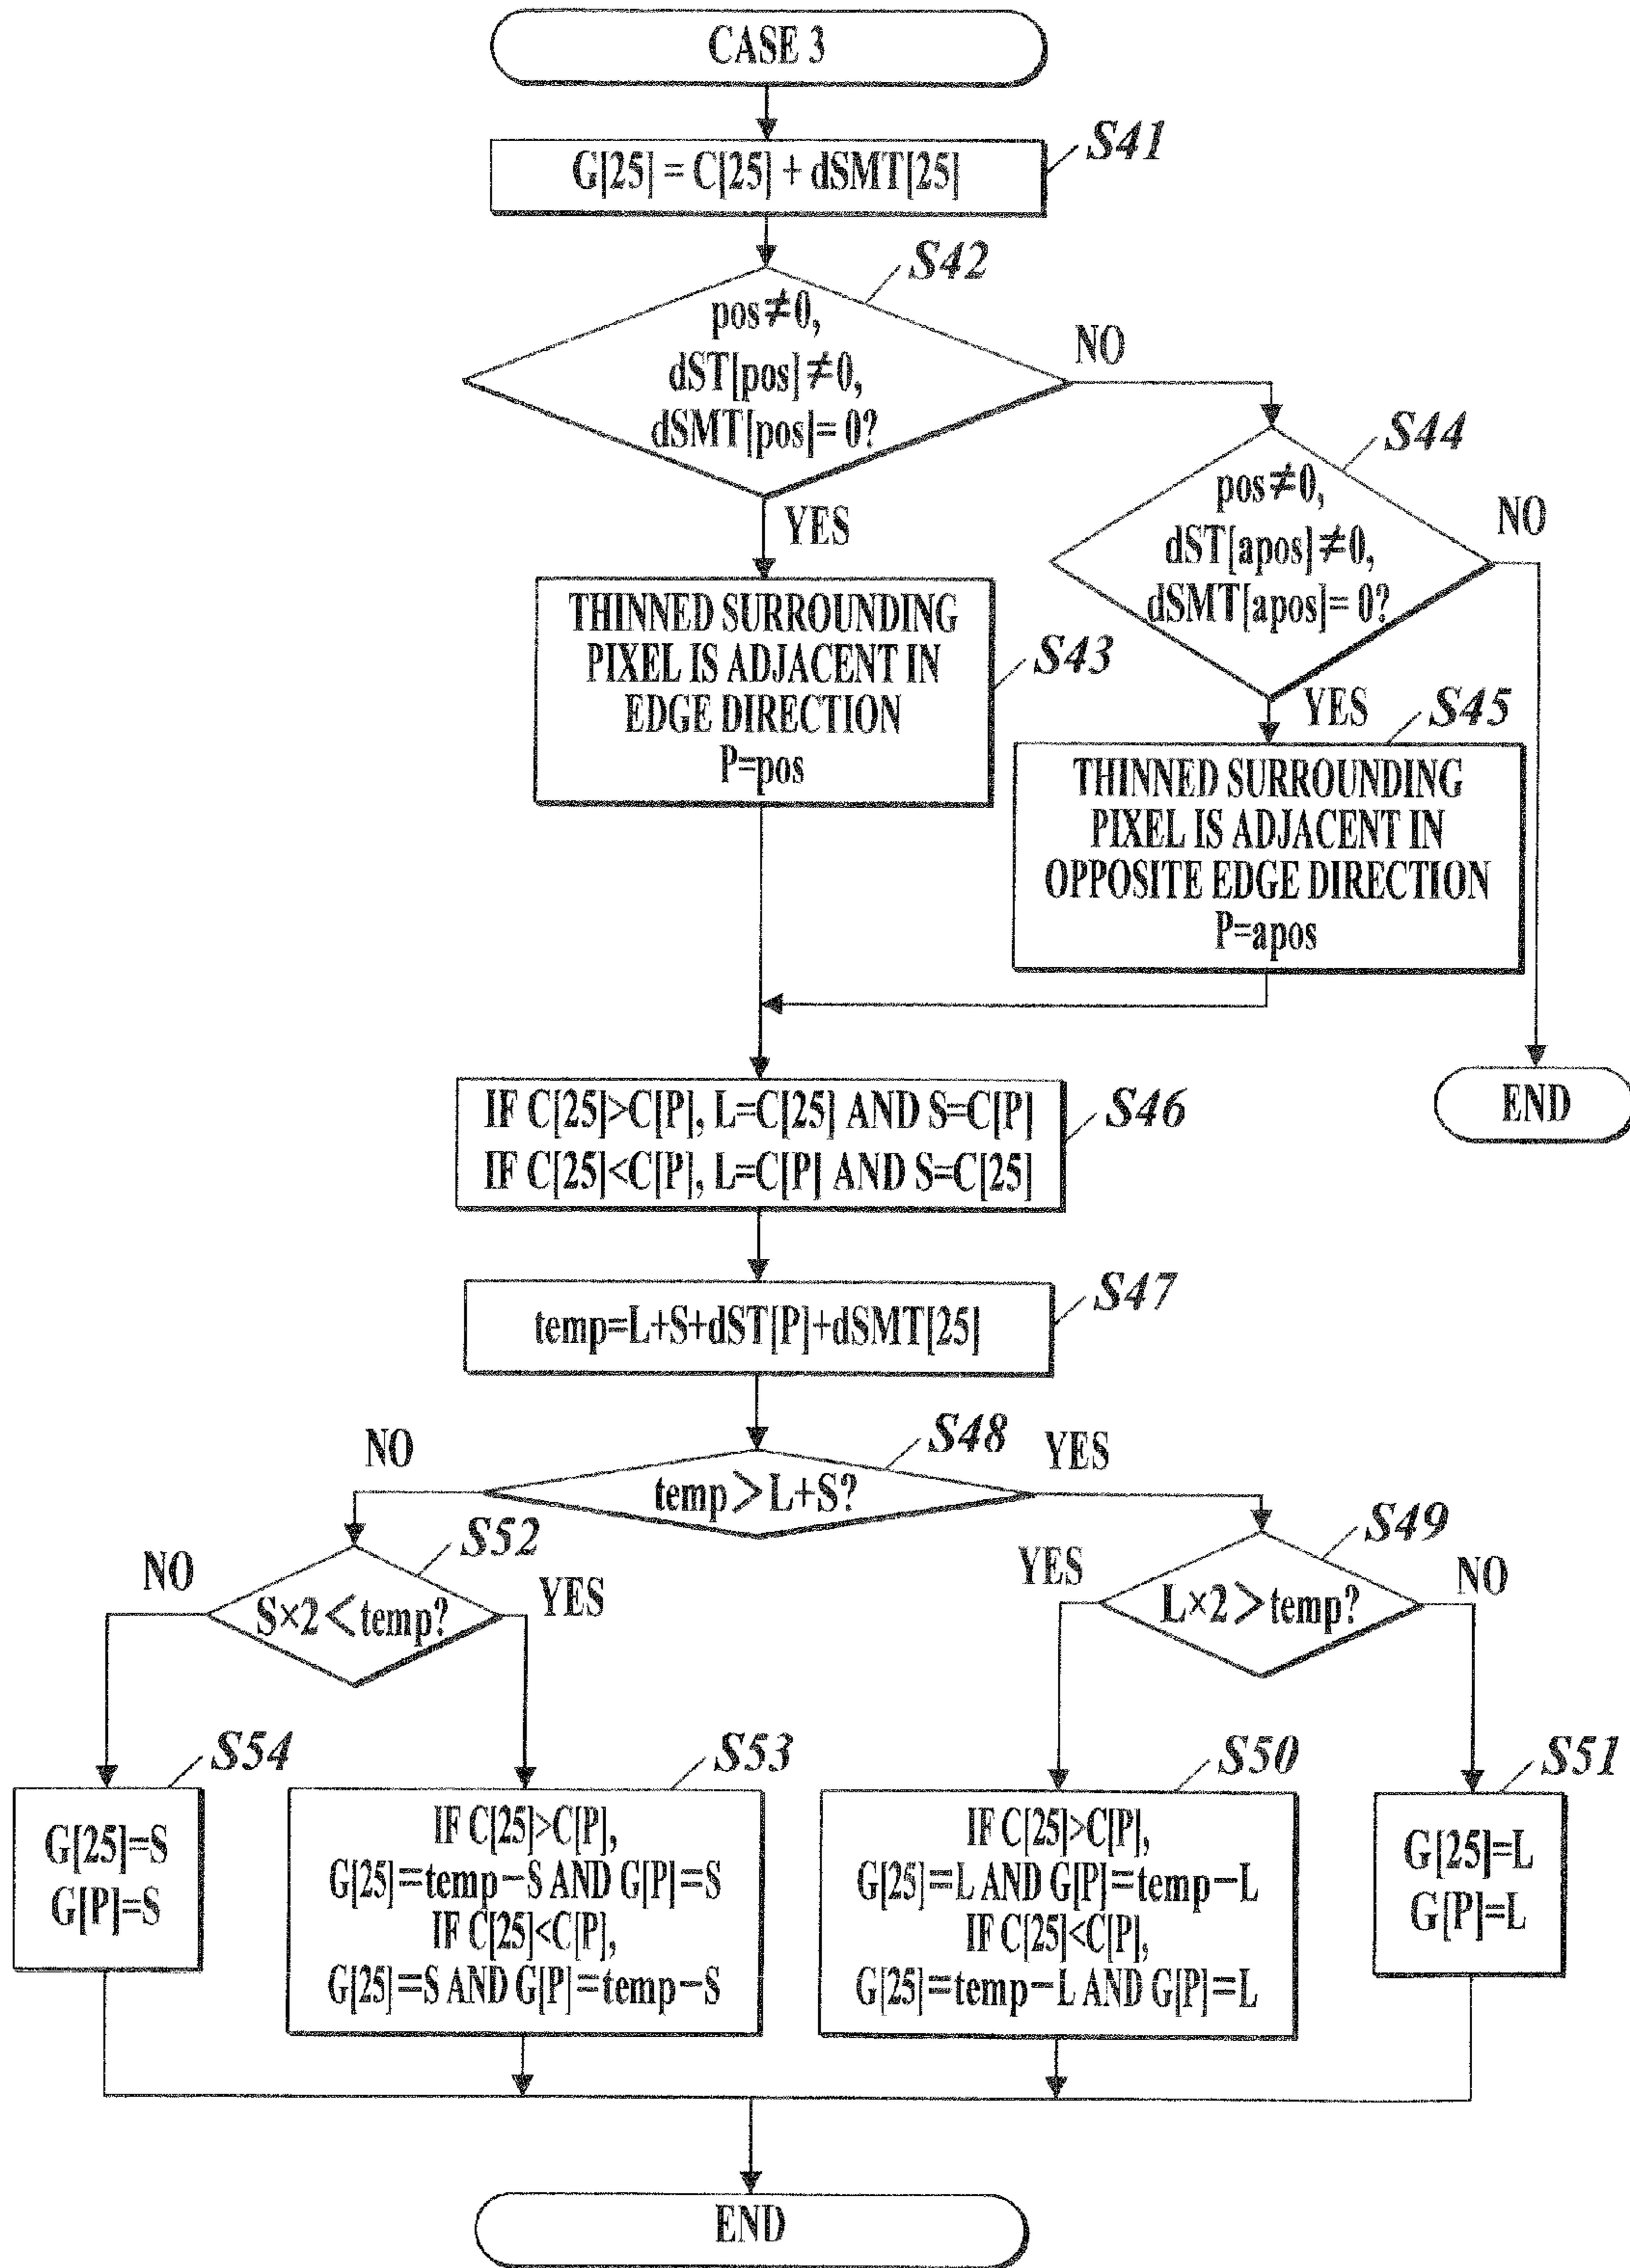 CASE 3
S41
G[25] = C[25] + dSMT[25]
S42
pos≠0,
dST[pos]≠0,
dSMT[pos]= 0?
NO
YES
S44
pos≠0,
dST[apos]≠0,
dSMT[apos]= 0?
NO
YES
S43
THINNED SURROUNDING
PIXEL IS ADJACENT IN
EDGE DIRECTION
P=pos
S45
THINNED SURROUNDING
PIXEL IS ADJACENT IN
OPPOSITE EDGE DIRECTION
P=apos
END
S46
IF C[25]>C[P], L=C[25] AND S=C[P]
IF C[25]<C[P], L=C[P] AND S=C[25]
S47
temp=L+S+dST[P]+dSMT[25]
S48
NO
YES
temp>L+S?
S52
NO
YES
S×2<temp?
S49
YES
NO
L×2>temp?
S54
G[25]=S
G[P]=S
S53
IF C[25]>C[P],
G[25]=temp−S AND G[P]=S
IF C[25]<C[P],
G[25]=S AND G[P]=temp−S
S50
IF C[25]>C[P],
G[25]=L AND G[P]=temp−L
IF C[25]<C[P],
G[25]=temp−L AND G[P]=L
S51
G[25]=L
G[P]=L
END